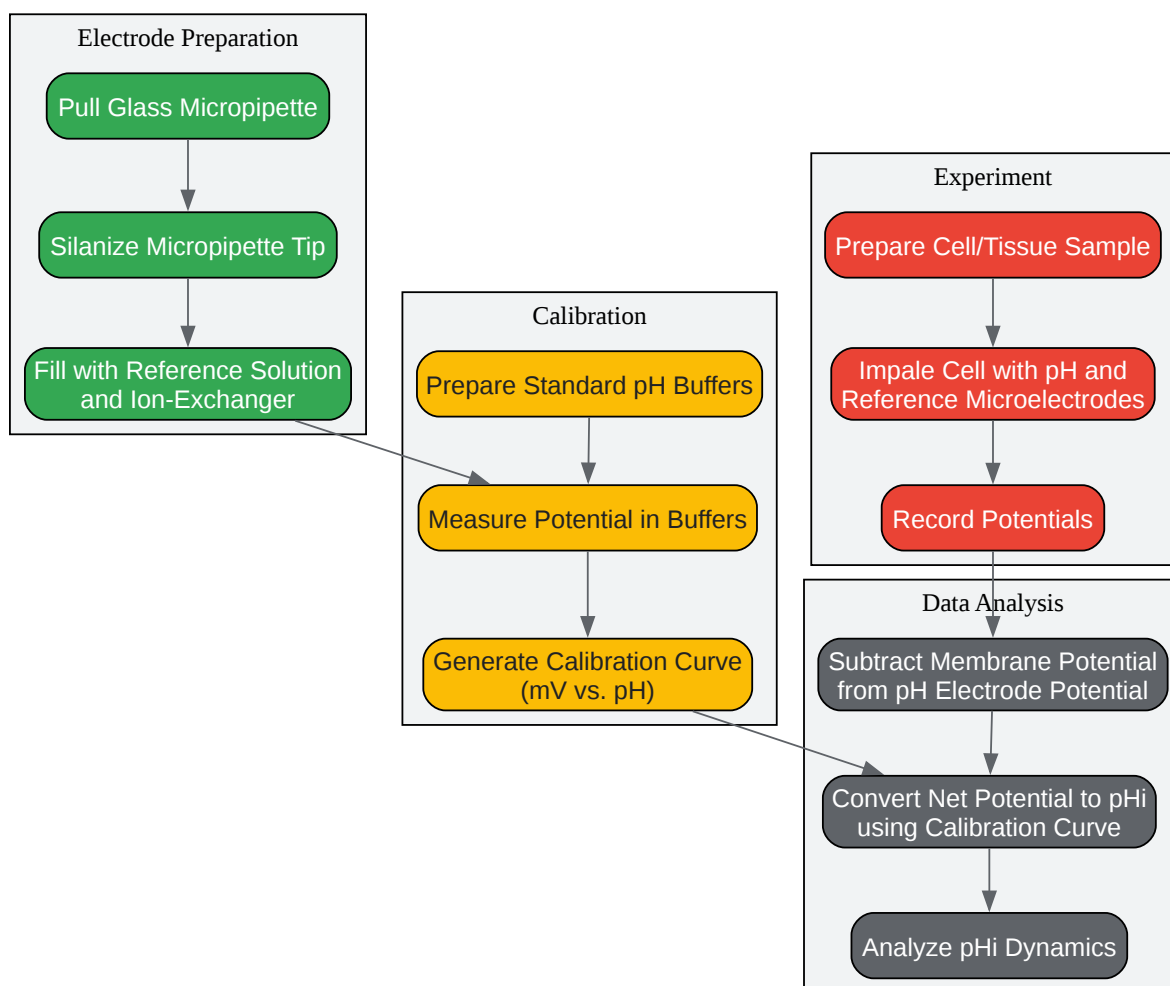 Electrode Preparation
Pull Glass Micropipette
Silanize Micropipette Tip
Fill with Reference Solution
and Ion-Exchanger
Calibration
Prepare Standard pH Buffers
Measure Potential in Buffers
Generate Calibration Curve
(mV vs. pH)
Experiment
Prepare Cell/Tissue Sample
Impale Cell with pH and
Reference Microelectrodes
Record Potentials
Data Analysis
Subtract Membrane Potential
from pH Electrode Potential
Convert Net Potential to pHi
using Calibration Curve
Analyze pHi Dynamics